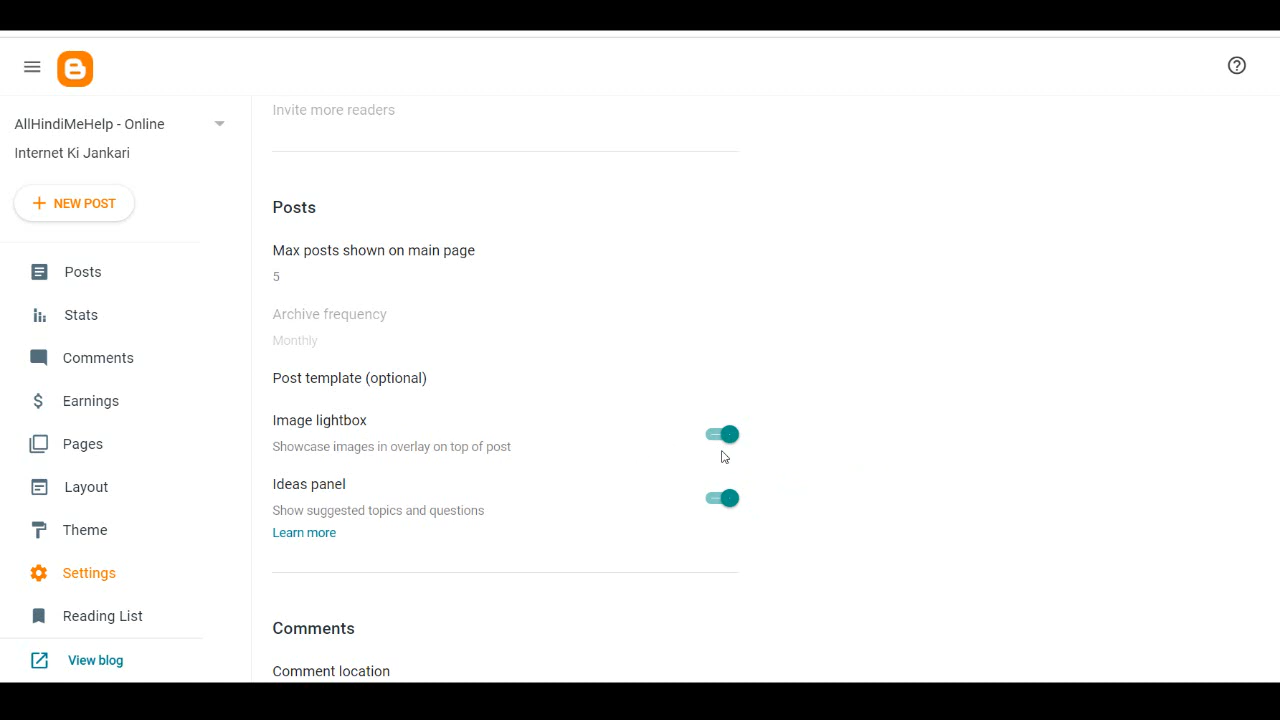 AllHindiMeHelp - Online
Internet Ki Jankari
NEW POST
Posts
Stats
Comments
Earnings
Pages
Layout
Theme
Settings
Reading List
View blog
Invite more readers
Posts
Max posts shown on main page
5
Archive frequency
Monthly
Post template (optional)
Image lightbox
Showcase images in overlay on top of post
Ideas panel
Show suggested topics and questions
Learn more
Comments
Comment location